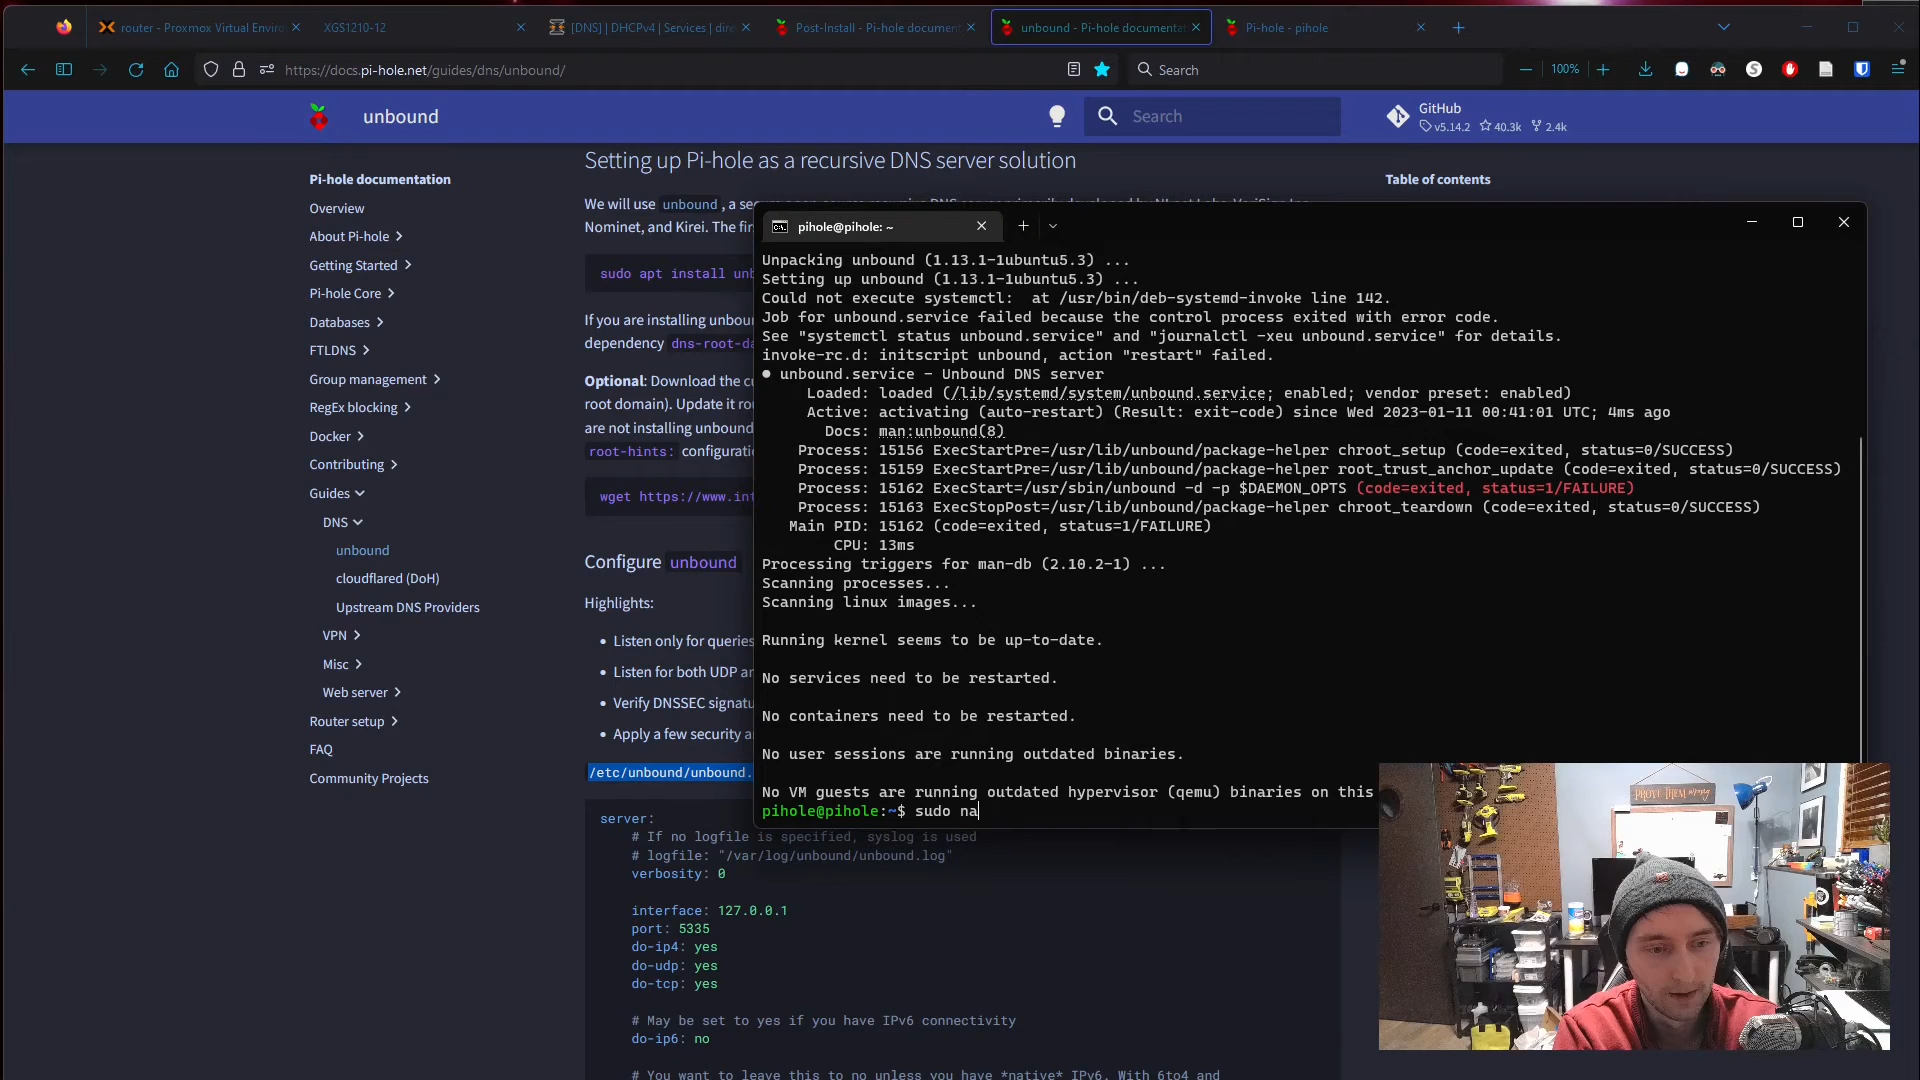 router - Proxmox Virtual Enviro
XGS1210-12
[DNS] | DHCPv4 | Services | dire
Post-Install - Pi-hole document
unbound - Pi-hole documenta
Pi-hole - pihole
https://docs.pi-hole.net/guides/dns/unbound/
Search
100%
unbound
Search
GitHub
v5.14.2 40.3k 2.4k
Pi-hole documentation
Overview
About Pi-hole
Getting Started
Pi-hole Core
Databases
FTLDNS
Group management
RegEx blocking
Docker
Contributing
Guides
DNS
unbound
cloudflared (DoH)
Upstream DNS Providers
VPN
Misc
Web server
Router setup
FAQ
Community Projects
Setting up Pi-hole as a recursive DNS server solution
We will use unbound, a
Nominet, and Kirei. The
sudo apt install
If you are installing
dependency
Optional: Download the
root domain). Update it
are not installing unbound
root-hints:
wget
Configure unbound
Highlights:
Listen only for queries
Listen for both UDP
Verify DNSSEC
Apply a few security
/etc/unbound/unbound.
server:
# If no logfile is specified, syslog is used
# logfile: "/var/log/unbound/unbound.log"
verbosity: 0
interface: 127.0.0.1
port: 5335
do-ip4: yes
do-udp: yes
do-tcp: yes
# May be set to yes if you have IPv6 connectivity
do-ip6: no
# You want to leave this to no unless you have *native* IPv6. With 6to4 and
Table of contents
pihole@pihole: ~
Unpacking unbound (1.13.1-1ubuntu5.3) ...
Setting up unbound (1.13.1-1ubuntu5.3) ...
Could not execute systemctl:  at /usr/bin/deb-systemd-invoke line 142.
Job for unbound.service failed because the control process exited with error code.
See "systemctl status unbound.service" and "journalctl -xeu unbound.service" for details.
invoke-rc.d: initscript unbound, action "restart" failed.
● unbound.service - Unbound DNS server
Loaded: loaded (/lib/systemd/system/unbound.service; enabled; vendor preset: enabled)
Active: activating (auto-restart) (Result: exit-code) since Wed 2023-01-11 00:41:01 UTC; 4ms ago
Docs: man:unbound(8)
Process: 15156 ExecStartPre=/usr/lib/unbound/package-helper chroot_setup (code=exited, status=0/SUCCESS)
Process: 15159 ExecStartPre=/usr/lib/unbound/package-helper root_trust_anchor_update (code=exited, status=0/SUCCESS)
Process: 15162 ExecStart=/usr/sbin/unbound -d -p $DAEMON_OPTS (code=exited, status=1/FAILURE)
Process: 15163 ExecStopPost=/usr/lib/unbound/package-helper chroot_teardown (code=exited, status=0/SUCCESS)
Main PID: 15162 (code=exited, status=1/FAILURE)
CPU: 13ms
Processing triggers for man-db (2.10.2-1) ...
Scanning processes...
Scanning linux images...
Running kernel seems to be up-to-date.
No services need to be restarted.
No containers need to be restarted.
No user sessions are running outdated binaries.
No VM guests are running outdated hypervisor (qemu) binaries on this
pihole@pihole:~$ sudo na
PROVE THEM